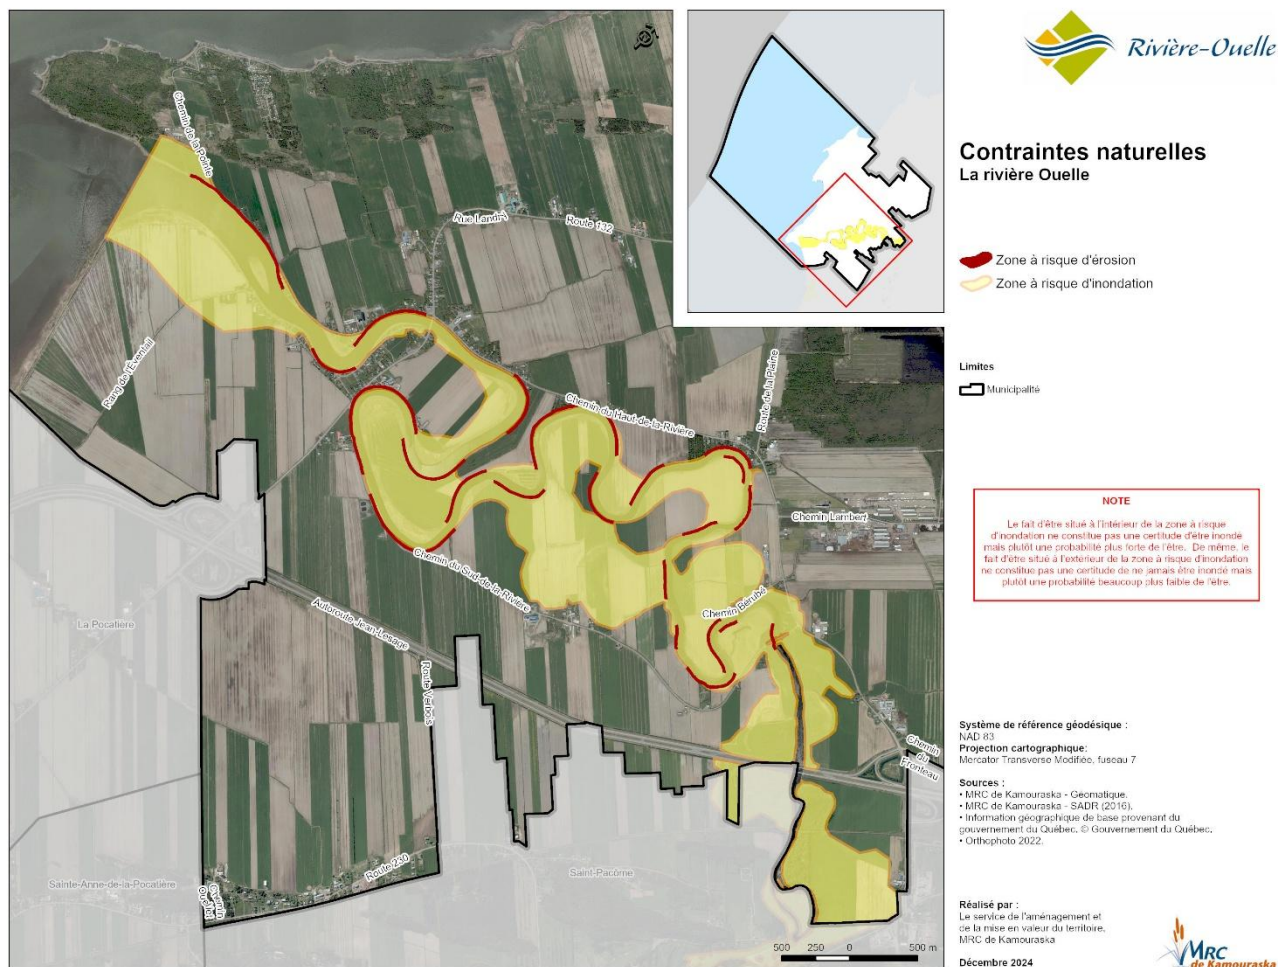 Rivière-Ouelle
Contraintes naturelles
La rivière Ouelle
Zone à risque d'érosion
Zone à risque d'inondation
Limites
Municipalité
NOTE
Le fait d'être situé à l'intérieur de la zone à risque
d'inondation ne constitue pas une certitude d'être inondé
mais plutôt une probabilité plus forte de l'être. De même, le
fait d'être situé à l'extérieur de la zone à risque d'inondation
ne constitue pas une certitude de ne jamais être inondé mais
plutôt une probabilité beaucoup plus faible de l'être.
Système de référence géodésique :
NAD 83
Projection cartographique:
Mercator Transverse Modifiée, fuseau 7
Sources :
• MRC de Kamouraska - Géomatique.
• MRC de Kamouraska - SADR (2016).
• Information géographique de base provenant du
gouvernement du Québec, © Gouvernement du Québec,
• Orthophoto 2022.
Réalisé par :
Le service de l'aménagement et
de la mise en valeur du territoire,
MRC de Kamouraska
Décembre 2024
MRC
de Kamouraska
Chemin de la Pointe
Rue Landry
Route 132
Rang de l'Éventail
Route de la Plaine
Chemin du Haut-de-la-Rivière
Chemin Lambert
Chemin du Sud-de-la-Rivière
Chemin Bérubé
Autoroute Jean-Lesage
La Pocatière
Route Verbois
Chemin
du
Fronteau
Route 230
Saint-Pacôme
Sainte-Anne-de-la-Pocatière
Chemin
Ouellet
500 250 0 500 m